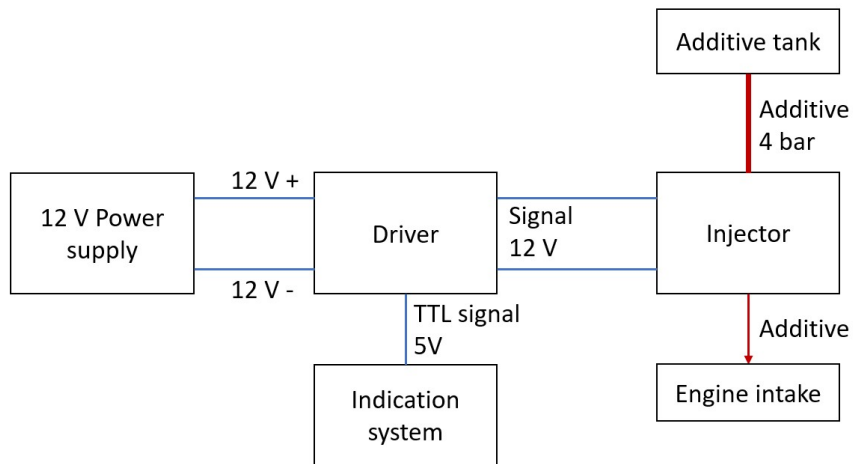 Additive tank
Additive
4 bar
12 V +
12 V Power
supply
12 V -
Driver
Signal
12 V
Injector
TTL signal
5V
Additive
Indication
system
Engine intake